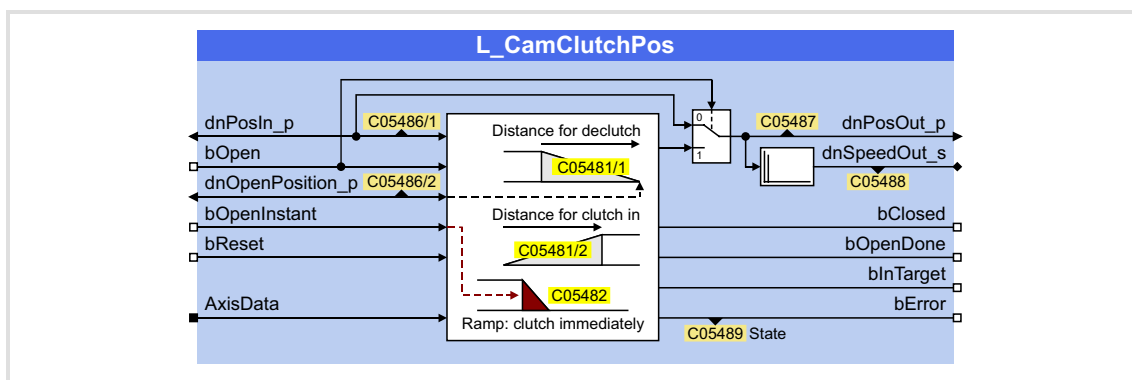 L_CamClutchPos
dnPosIn_p C05486/1
bOpen
dnOpenPosition_p C05486/2
bOpenInstant
bReset
AxisData
Distance for declutch
C05481/1
Distance for clutch in
C05481/2
C05482
Ramp: clutch immediately
0
1
C05487 dnPosOut_p
dnSpeedOut_s
C05488
bClosed
bOpenDone
bInTarget
bError
C05489 State